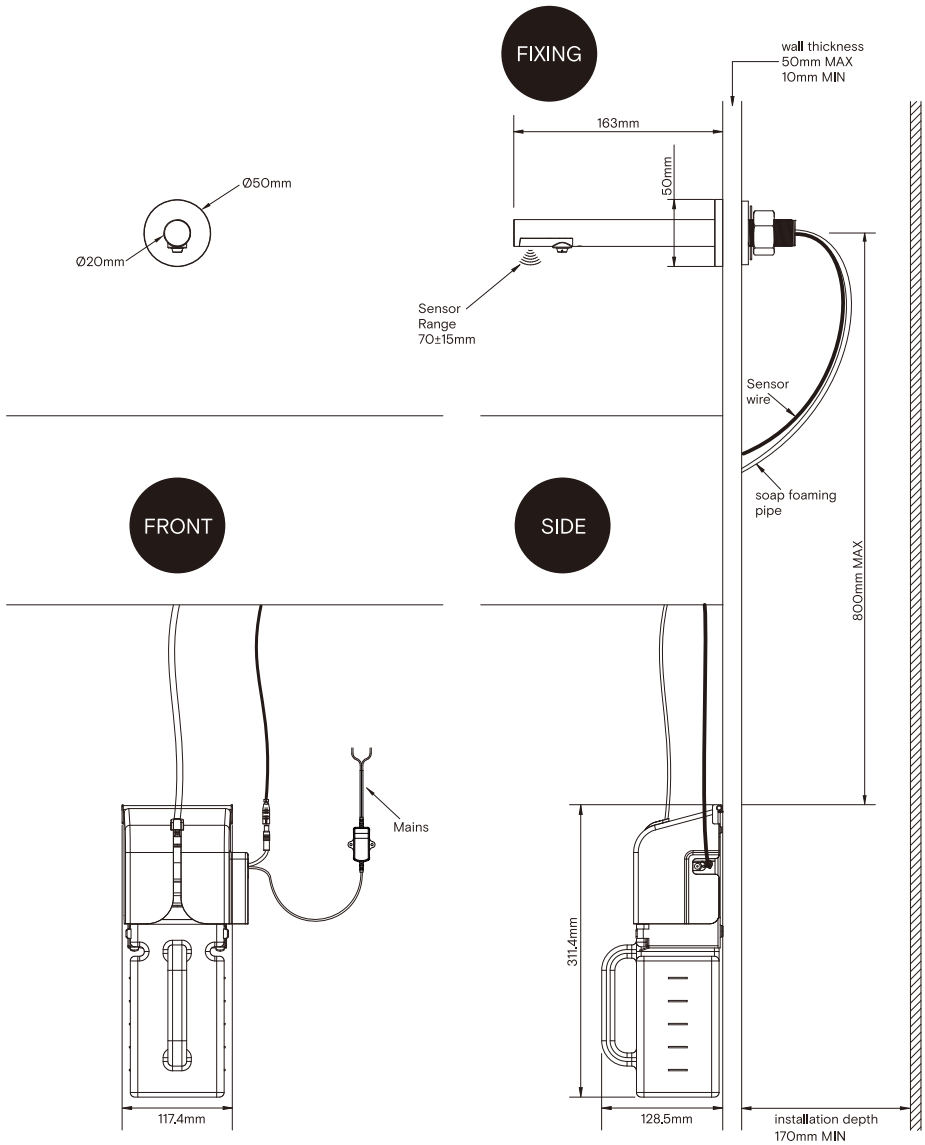 FIXING
wall thickness
50mm MAX
10mm MIN
163mm
50mm
Ø50mm
Ø20mm
Sensor
Range
70±15mm
Sensor
wire
soap foaming
pipe
FRONT
SIDE
800mm MAX
Mains
311.4mm
117.4mm
128.5mm
installation depth
170mm MIN